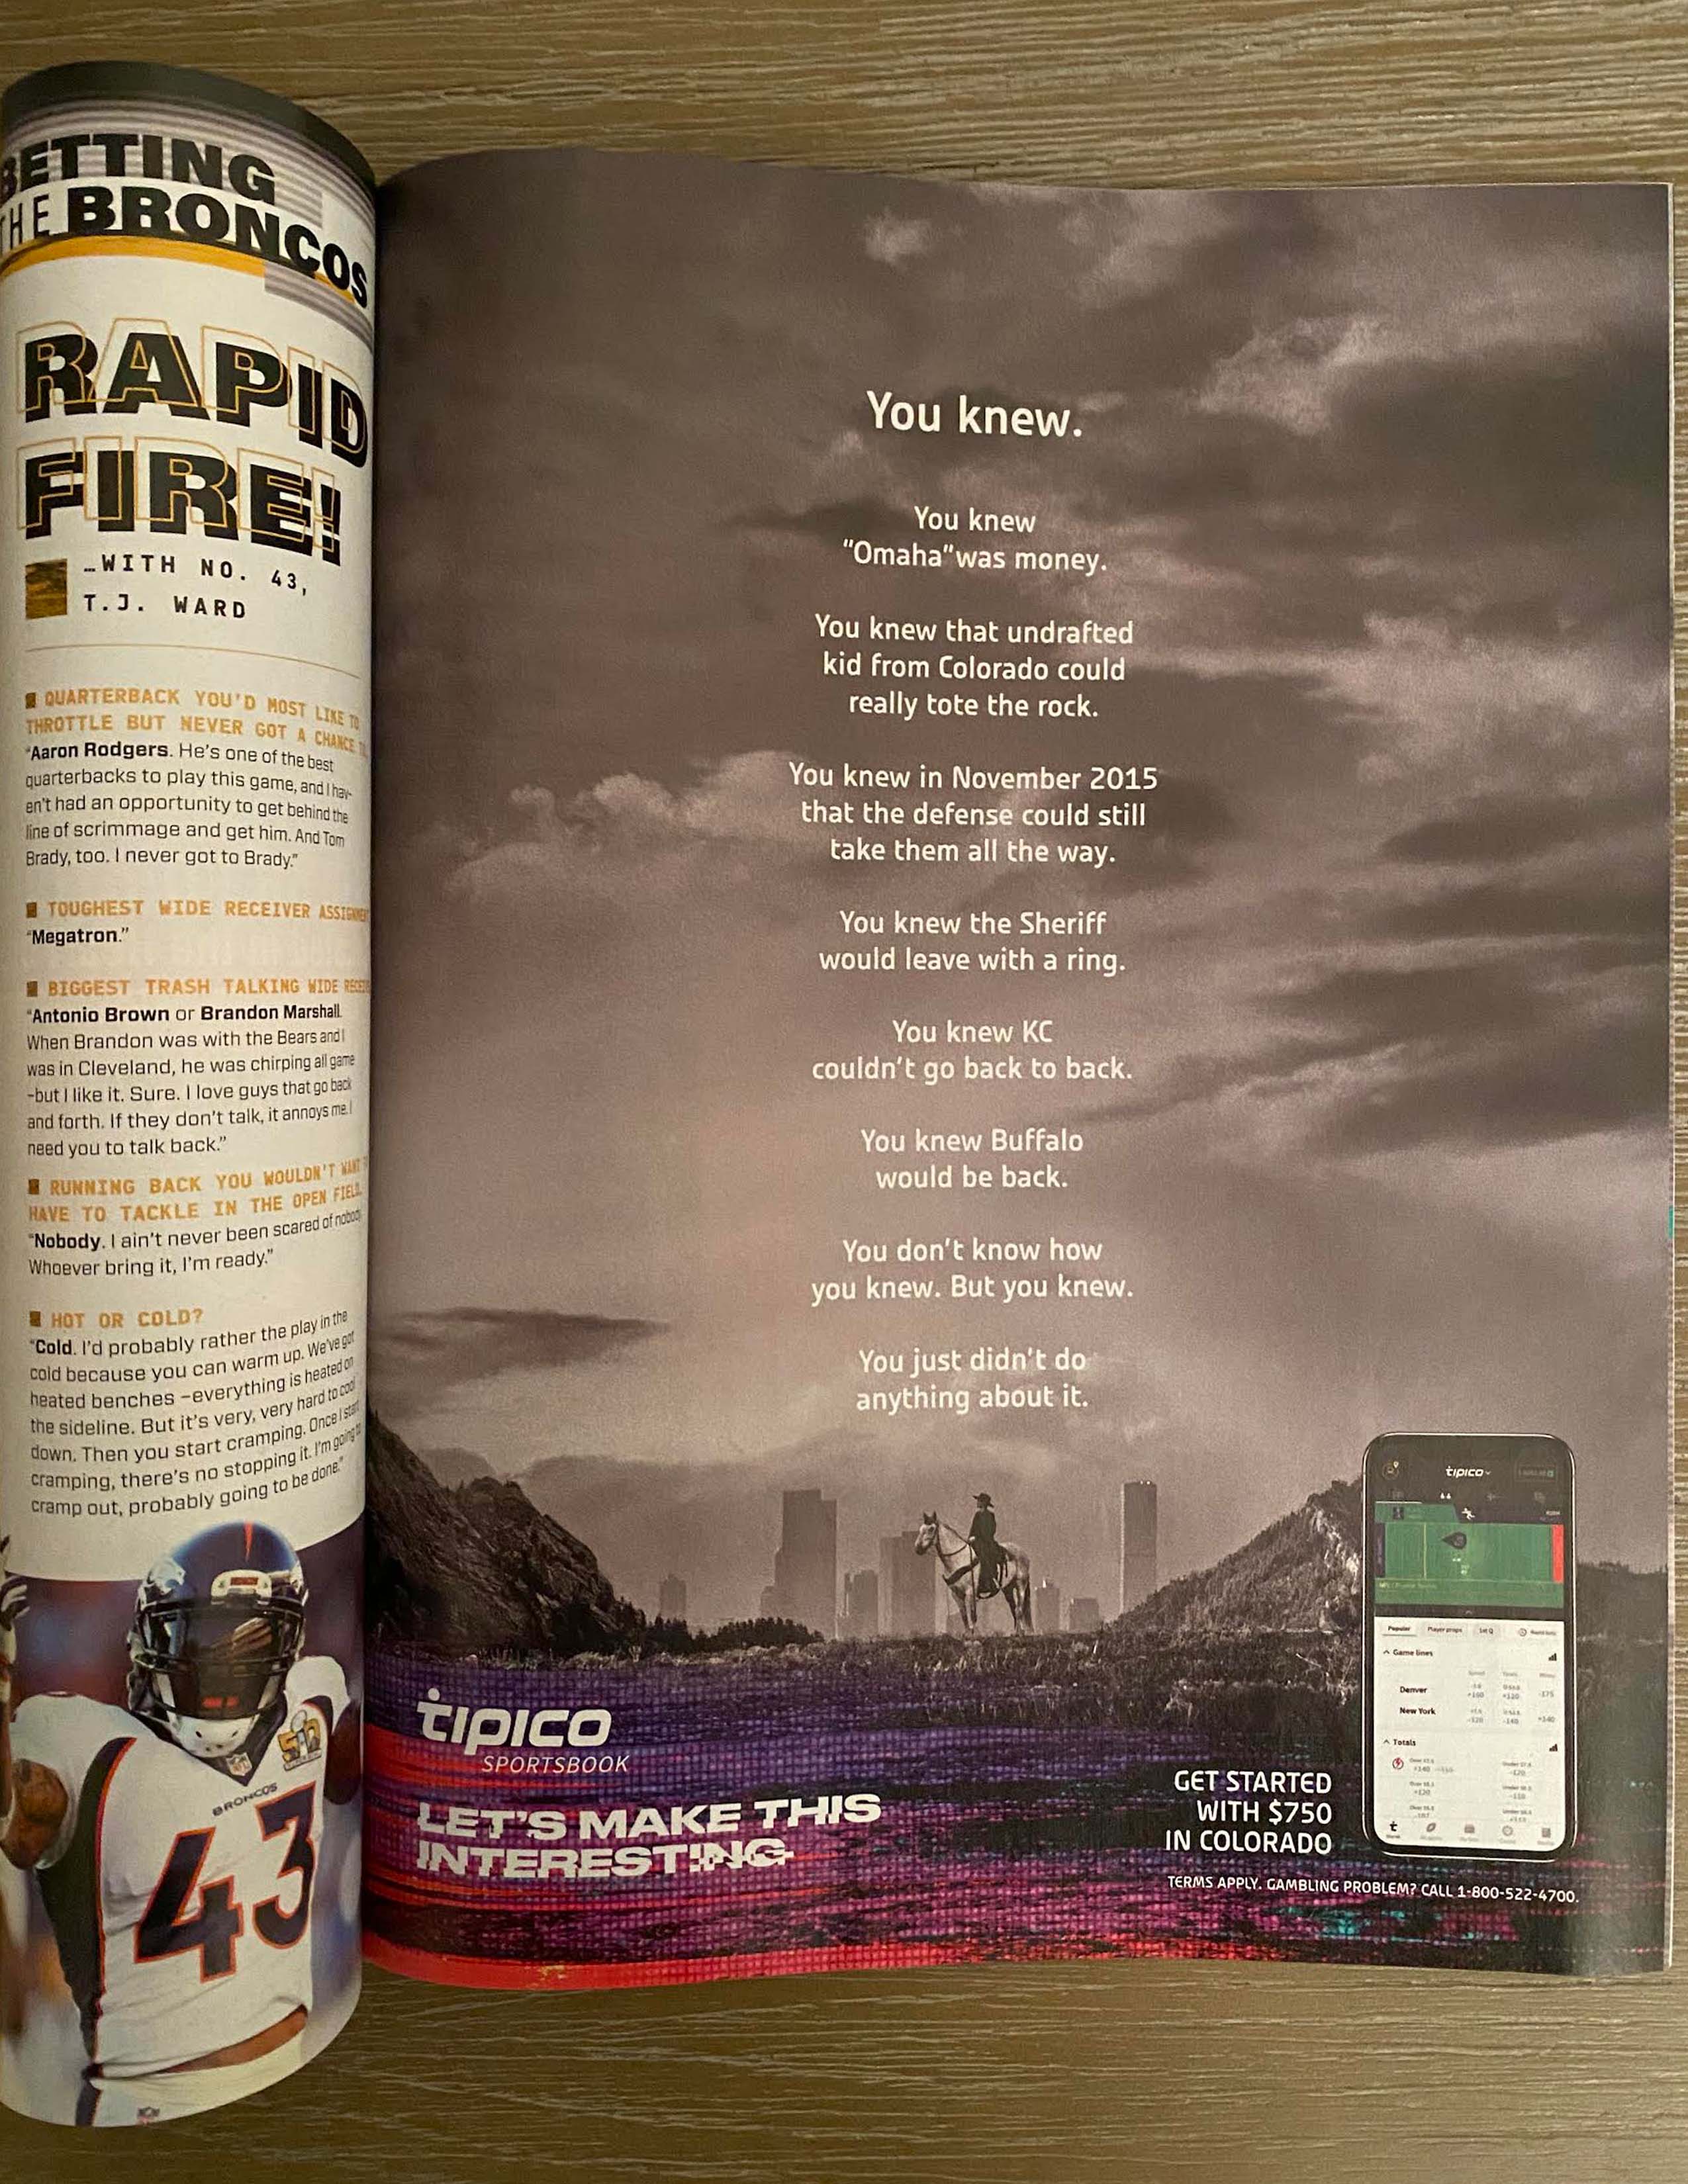 BETTING
THE BRONCOS
RAPID
FIRE!
…WITH NO. 43,
T.J. WARD
QUARTERBACK YOU'D MOST LIKE TO
THROTTLE BUT NEVER GOT A CHANCE
"Aaron Rodgers. He's one of the best
quarterbacks to play this game, and I hav-
en't had an opportunity to get behind the
line of scrimmage and get him. And Tom
Brady, too. I never got to Brady."
TOUGHEST WIDE RECEIVER ASSIGNMENT
"Megatron."
BIGGEST TRASH TALKING WIDE
"Antonio Brown or Brandon Marshall.
When Brandon was with the Bears and I
was in Cleveland, he was chirping all game
-but I like it. Sure. I love guys that go back
and forth. If they don't talk, it annoys me. I
need you to talk back."
RUNNING BACK YOU WOULDN'T WANT
HAVE TO TACKLE IN THE OPEN FIELD.
"Nobody. I ain't never been scared of nobody.
Whoever bring it, I'm ready."
HOT OR COLD?
"Cold. I'd probably rather the play in the
cold because you can warm up. We've got
heated benches –everything is heated on
the sideline. But it's very, very hard to cool
down. Then you start cramping. Once I start
cramping, there's no stopping it. I'm going to
cramp out, probably going to be done."
BRONCOS
43
50
NFL
You knew.
You knew
"Omaha"was money.
You knew that undrafted
kid from Colorado could
really tote the rock.
You knew in November 2015
that the defense could still
take them all the way.
You knew the Sheriff
would leave with a ring.
You knew KC
couldn't go back to back.
You knew Buffalo
would be back.
You don't know how
you knew. But you knew.
You just didn't do
anything about it.
tipico
SPORTSBOOK
LET'S MAKE THIS
INTERESTING
GET STARTED
WITH $750
IN COLORADO
TERMS APPLY. GAMBLING PROBLEM? CALL 1-800-522-4700.
tipico
Popular Player props 1st Q
Game lines
Denver
-175
New York
+140
Totals